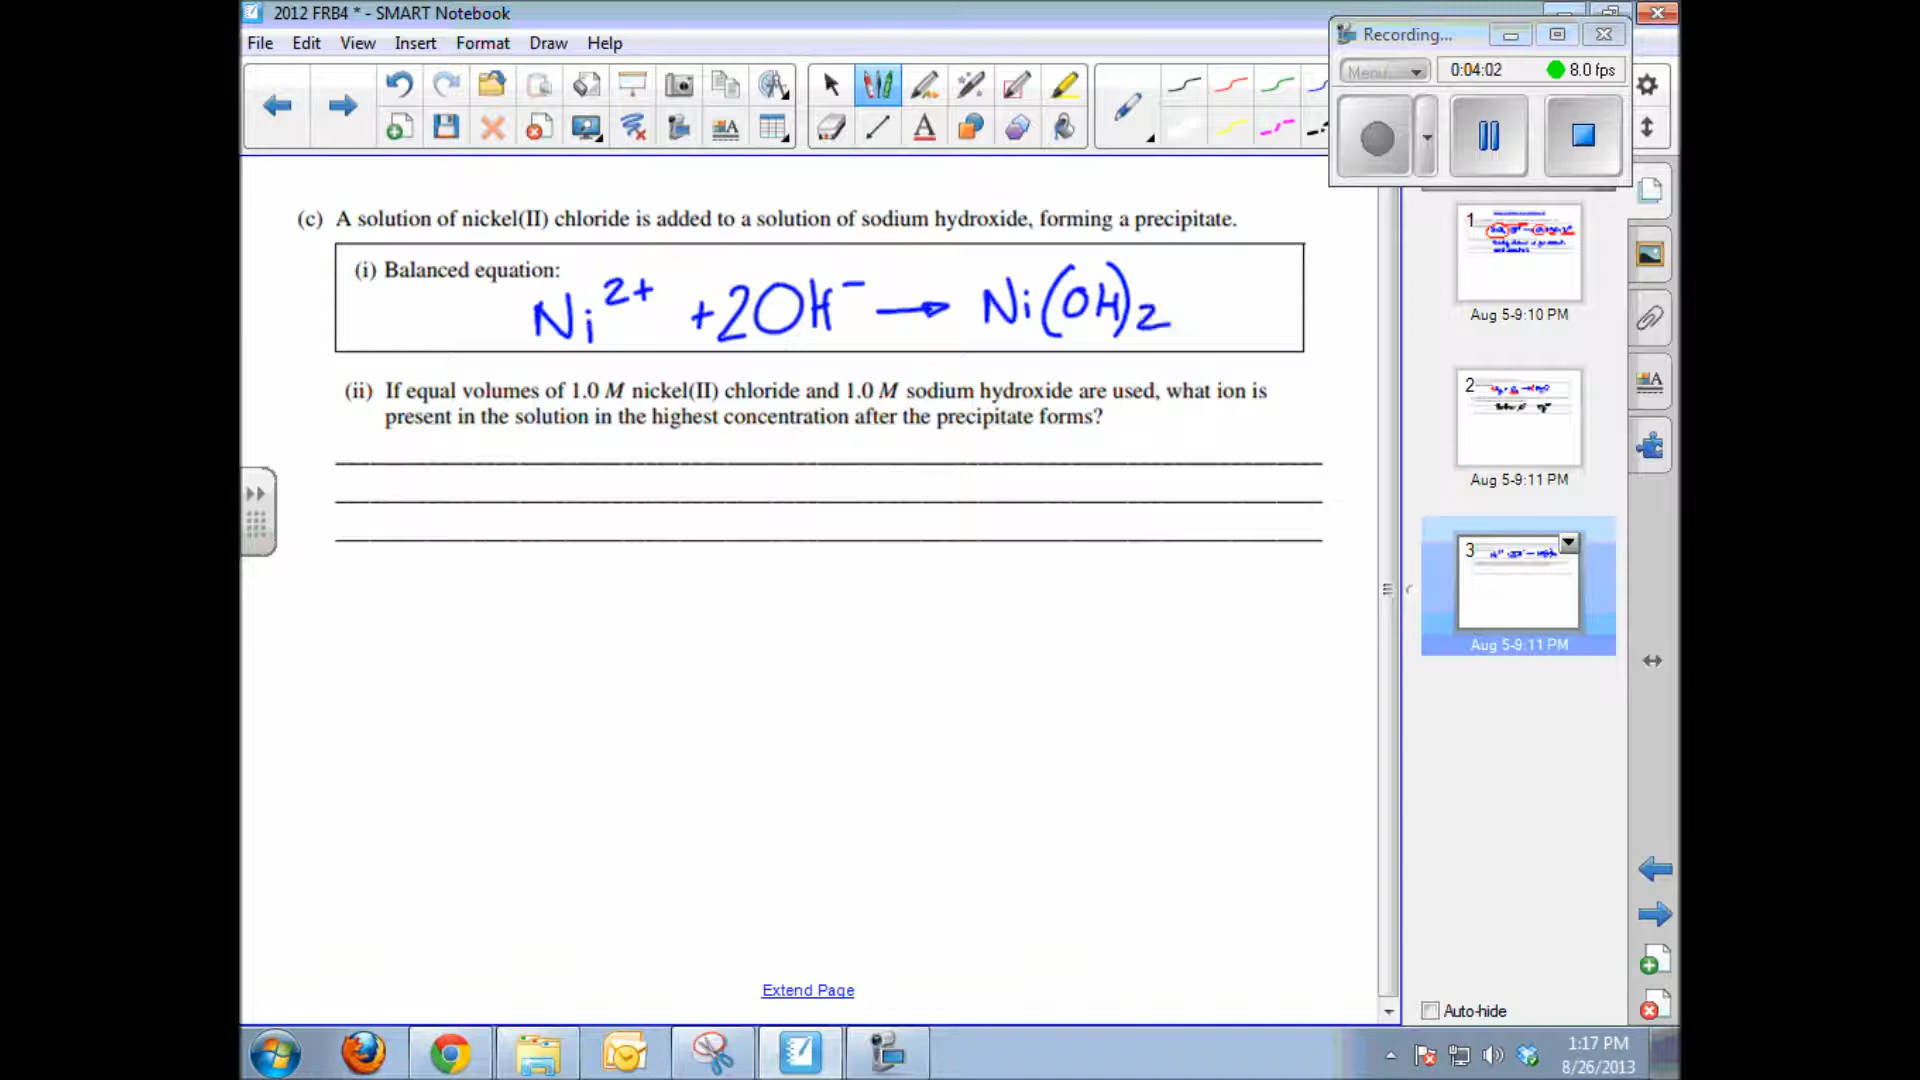 2012 FRB4 * - SMART Notebook
File Edit View Insert Format Draw Help
Recording...
Menu 0:04:02 8.0 fps
(c) A solution of nickel(II) chloride is added to a solution of sodium hydroxide, forming a precipitate.
(i) Balanced equation:
Ni²⁺ + 2OH⁻ → Ni(OH)₂
(ii) If equal volumes of 1.0 M nickel(II) chloride and 1.0 M sodium hydroxide are used, what ion is
present in the solution in the highest concentration after the precipitate forms?
Extend Page
1
Aug 5-9:10 PM
2
Aug 5-9:11 PM
3
Aug 5-9:11 PM
Auto-hide
1:17 PM
8/26/2013